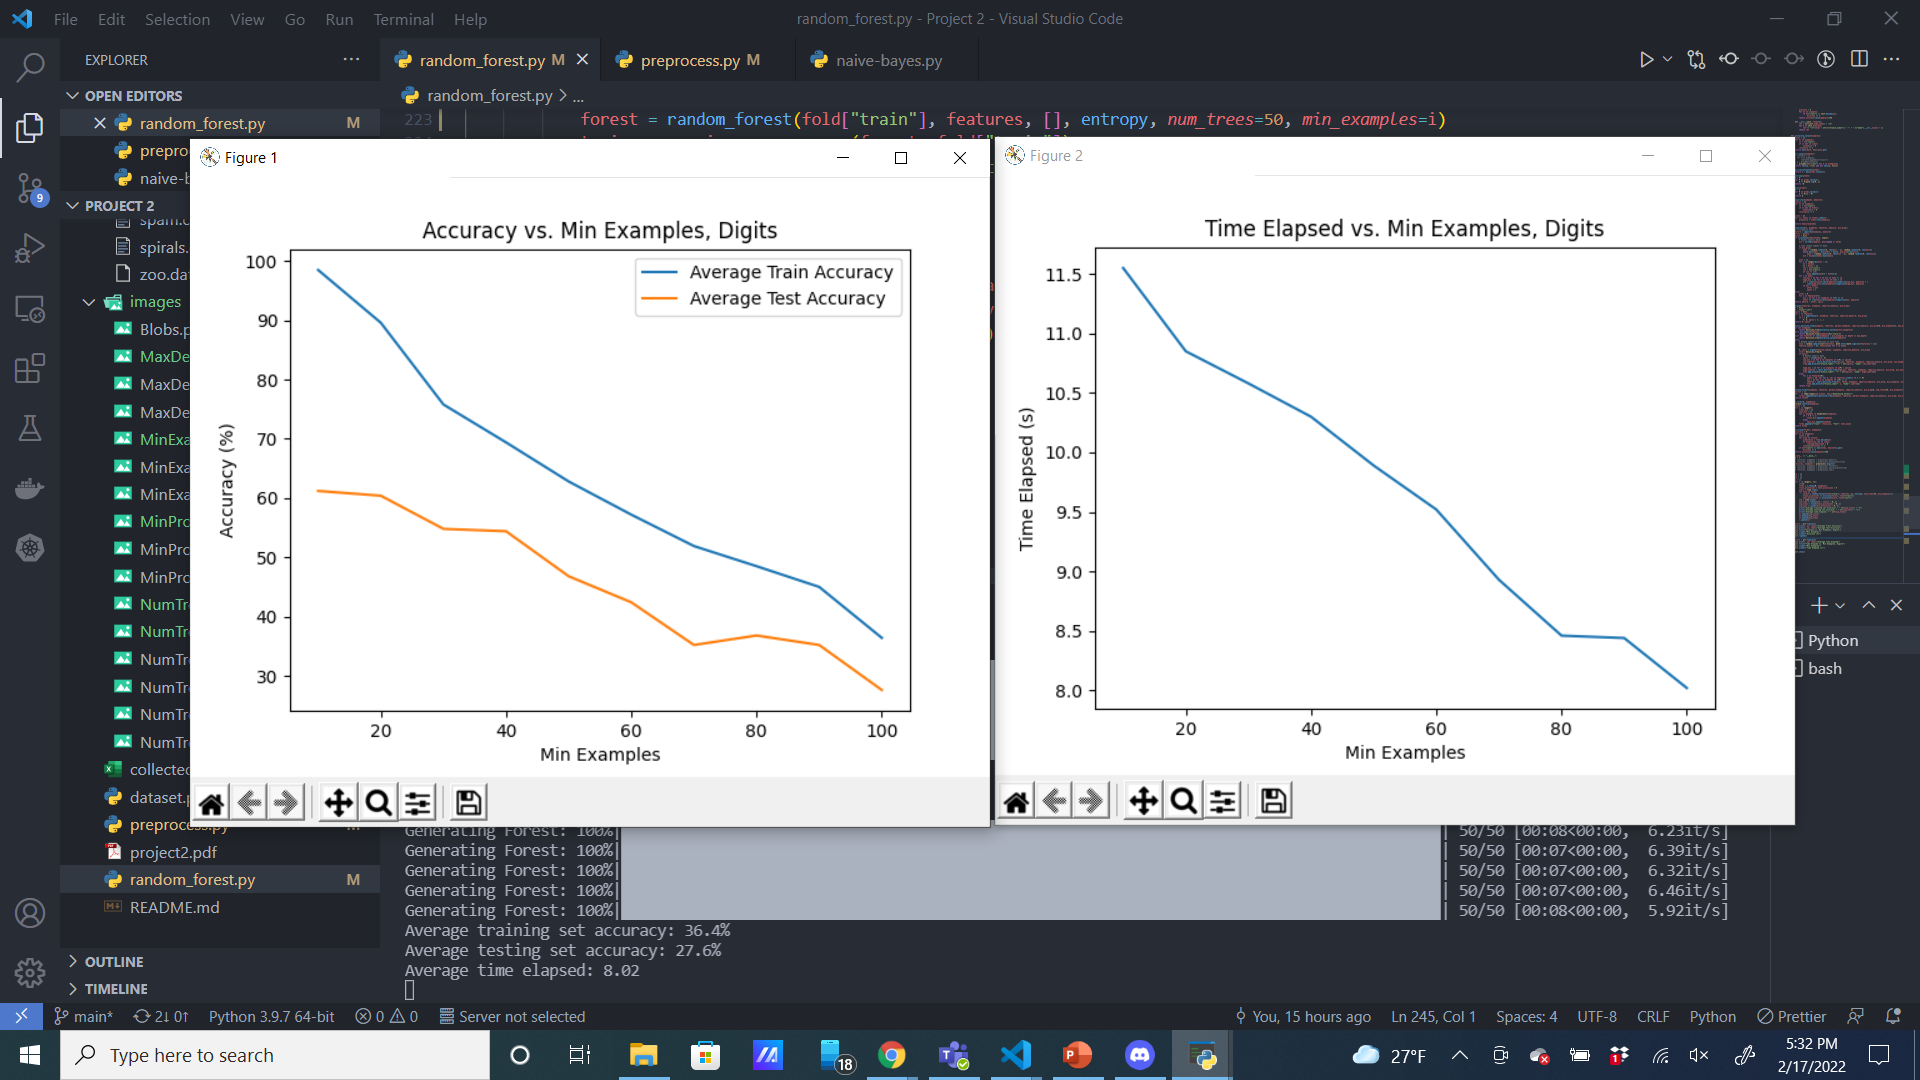 File Edit Selection View Go Run Terminal Help
random_forest.py - Project 2 - Visual Studio Code
EXPLORER
random_forest.py M
preprocess.py M
naive-bayes.py
OPEN EDITORS
random_forest.py M
random_forest.py > ...
223 forest = random_forest(fold["train"], features, [], entropy, num_trees=50, min_examples=i)
prepro
naive-b
9
PROJECT 2
spirals.
zoo.da
images
Blobs.p
MaxDe
MaxDe
MaxDe
MinExa
MinExa
MinExa
MinPro
MinPro
MinPro
NumTr
NumTr
NumTr
NumTr
NumTr
NumTr
collected
dataset.p
preprocess.py
project2.pdf
random_forest.py M
README.md
OUTLINE
TIMELINE
Figure 1
Accuracy vs. Min Examples, Digits
Average Train Accuracy
Average Test Accuracy
Accuracy (%)
100
90
80
70
60
50
40
30
20 40 60 80 100
Min Examples
Figure 2
Time Elapsed vs. Min Examples, Digits
Time Elapsed (s)
11.5
11.0
10.5
10.0
9.5
9.0
8.5
8.0
20 40 60 80 100
Min Examples
Python
bash
Generating Forest: 100%| | 50/50 [00:08<00:00, 6.23it/s]
Generating Forest: 100%| | 50/50 [00:07<00:00, 6.39it/s]
Generating Forest: 100%| | 50/50 [00:07<00:00, 6.32it/s]
Generating Forest: 100%| | 50/50 [00:07<00:00, 6.46it/s]
Generating Forest: 100%| | 50/50 [00:08<00:00, 5.92it/s]
Average training set accuracy: 36.4%
Average testing set accuracy: 27.6%
Average time elapsed: 8.02
main* 2↓ 0↑ Python 3.9.7 64-bit 0 0 Server not selected
You, 15 hours ago Ln 245, Col 1 Spaces: 4 UTF-8 CRLF Python Prettier
Type here to search
18
27°F
1
5:32 PM
2/17/2022